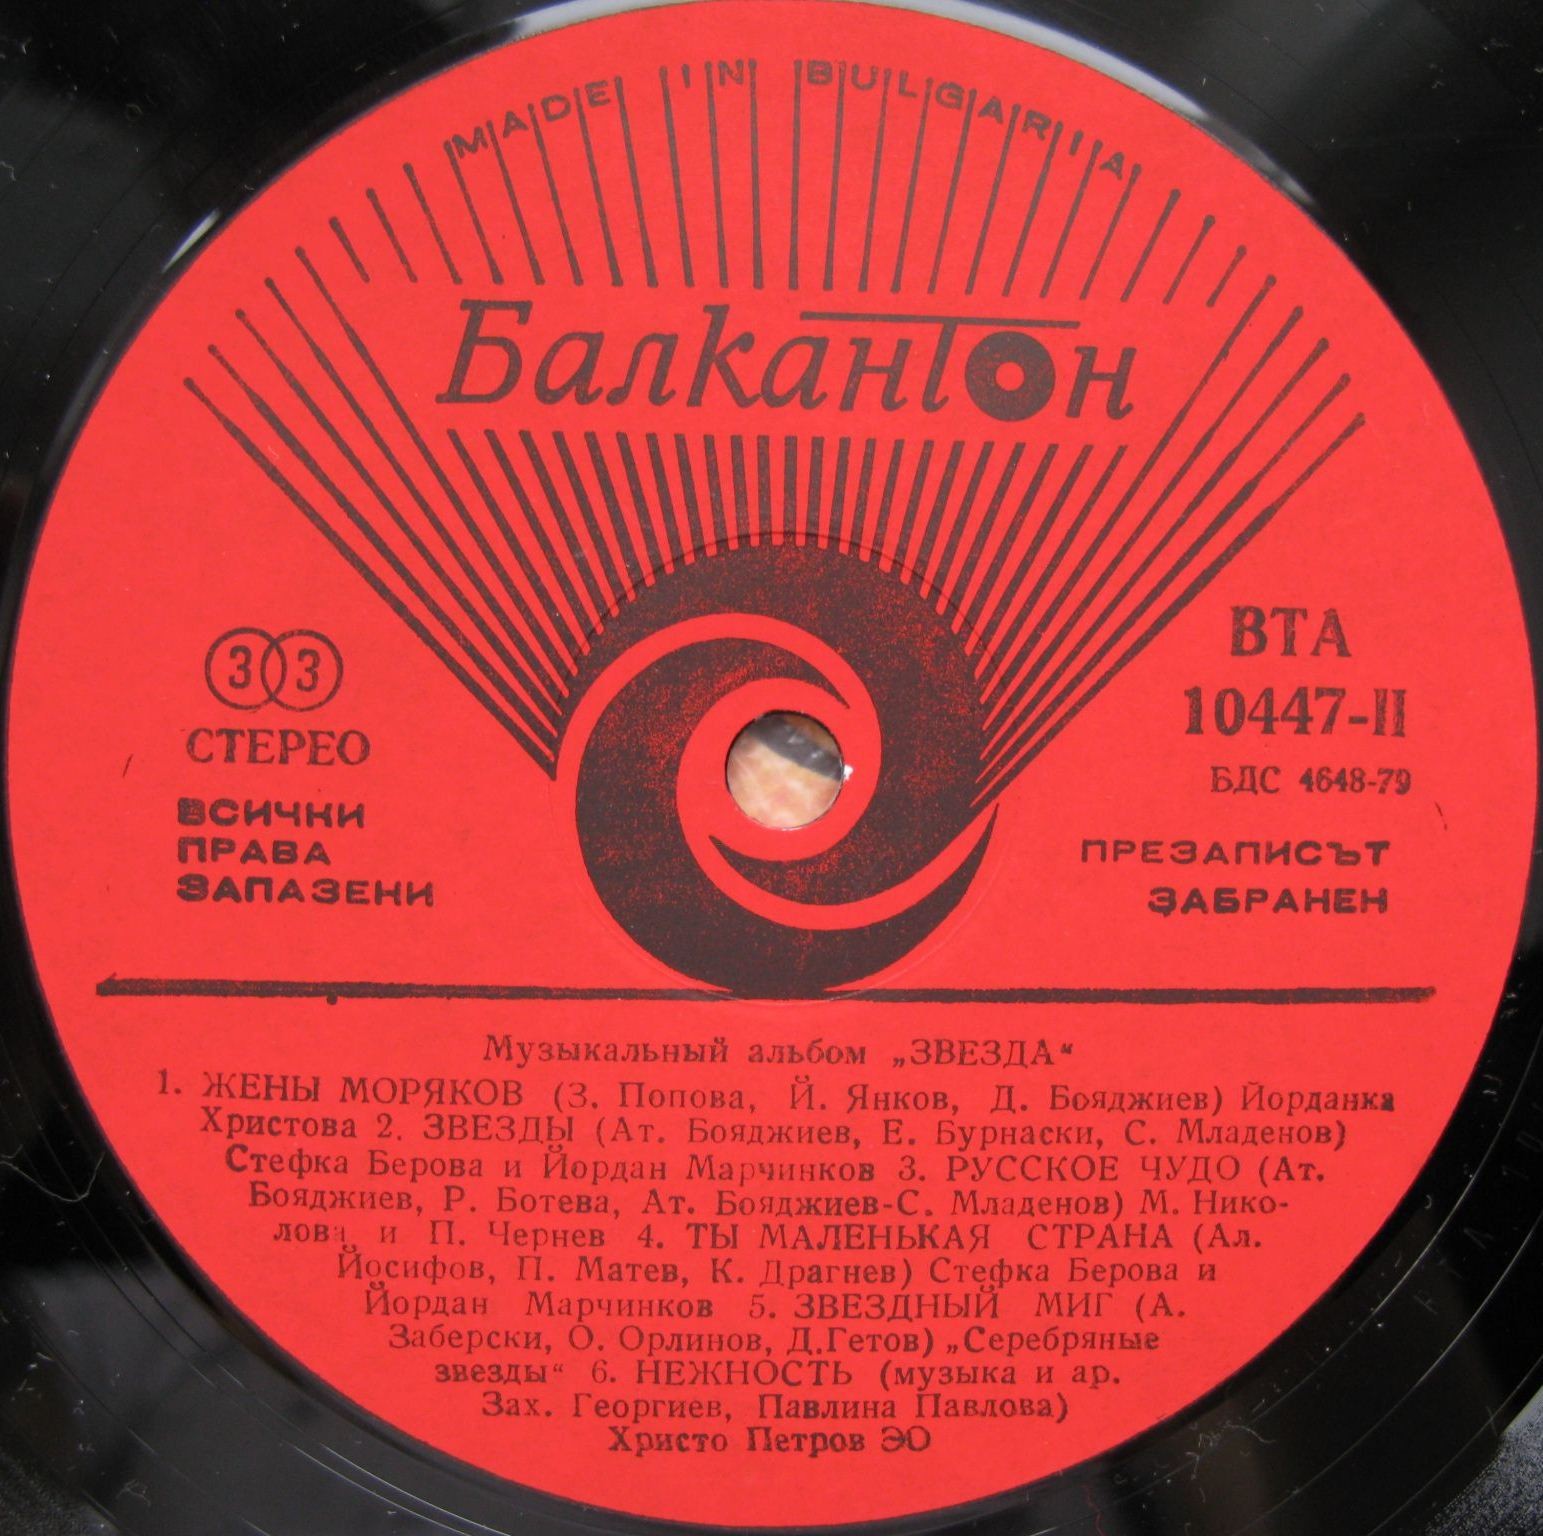 MADE IN BULGARIA
Балкантон
33
СТЕРЕО
ВСИЧКИ
ПРАВА
ЗАПАЗЕНИ
ВТА
10447-II
БДС 4648-79
ПРЕЗАПИСЪТ
ЗАБРАНЕН
Музыкальный альбом „ЗВЕЗДА“
1. ЖЕНЫ МОРЯКОВ (З. Попова, Й. Янков, Д. Бояджиев) Йорданка
Христова 2. ЗВЕЗДЫ (Ат. Бояджиев, Е. Бурнаски, С. Младенов)
Стефка Берова и Йордан Марчинков 3. РУССКОЕ ЧУДО (Ат.
Бояджиев, Р. Ботева, Ат. Бояджиев-С. Младенов) М. Нико-
лова и П. Чернев 4. ТЫ МАЛЕНЬКАЯ СТРАНА (Ал.
Йосифов, П. Матев, К. Драгнев) Стефка Берова и
Йордан Марчинков 5. ЗВЕЗДНЫЙ МИГ (А.
Заберски, О. Орлинов, Д.Гетов) „Серебряные
звезды“ 6. НЕЖНОСТЬ (музыка и ар.
Зах. Георгиев, Павлина Павлова)
Христо Петров ЭО